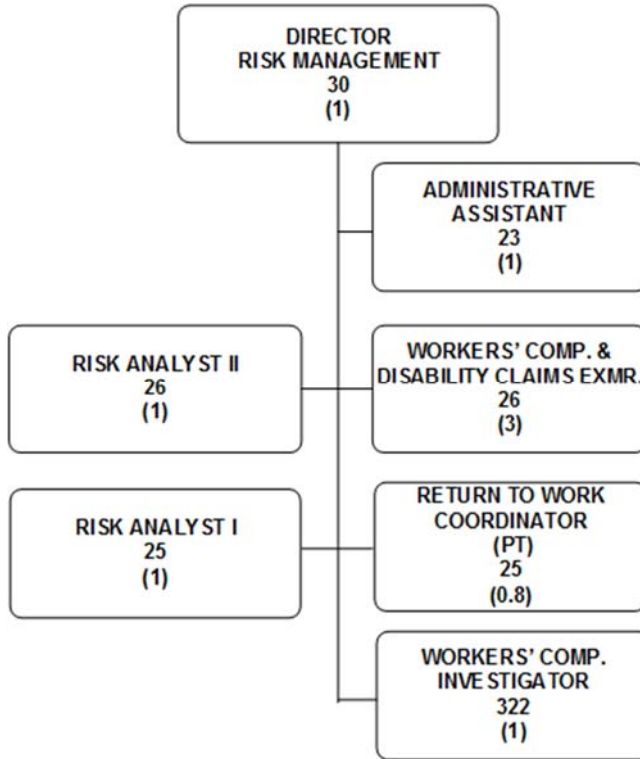 DIRECTOR
RISK MANAGEMENT
30
(1)
ADMINISTRATIVE
ASSISTANT
23
(1)
RISK ANALYST II
26
(1)
WORKERS' COMP. &
DISABILITY CLAIMS EXMR.
26
(3)
RISK ANALYST I
25
(1)
RETURN TO WORK
COORDINATOR
(PT)
25
(0.8)
WORKERS' COMP.
INVESTIGATOR
322
(1)